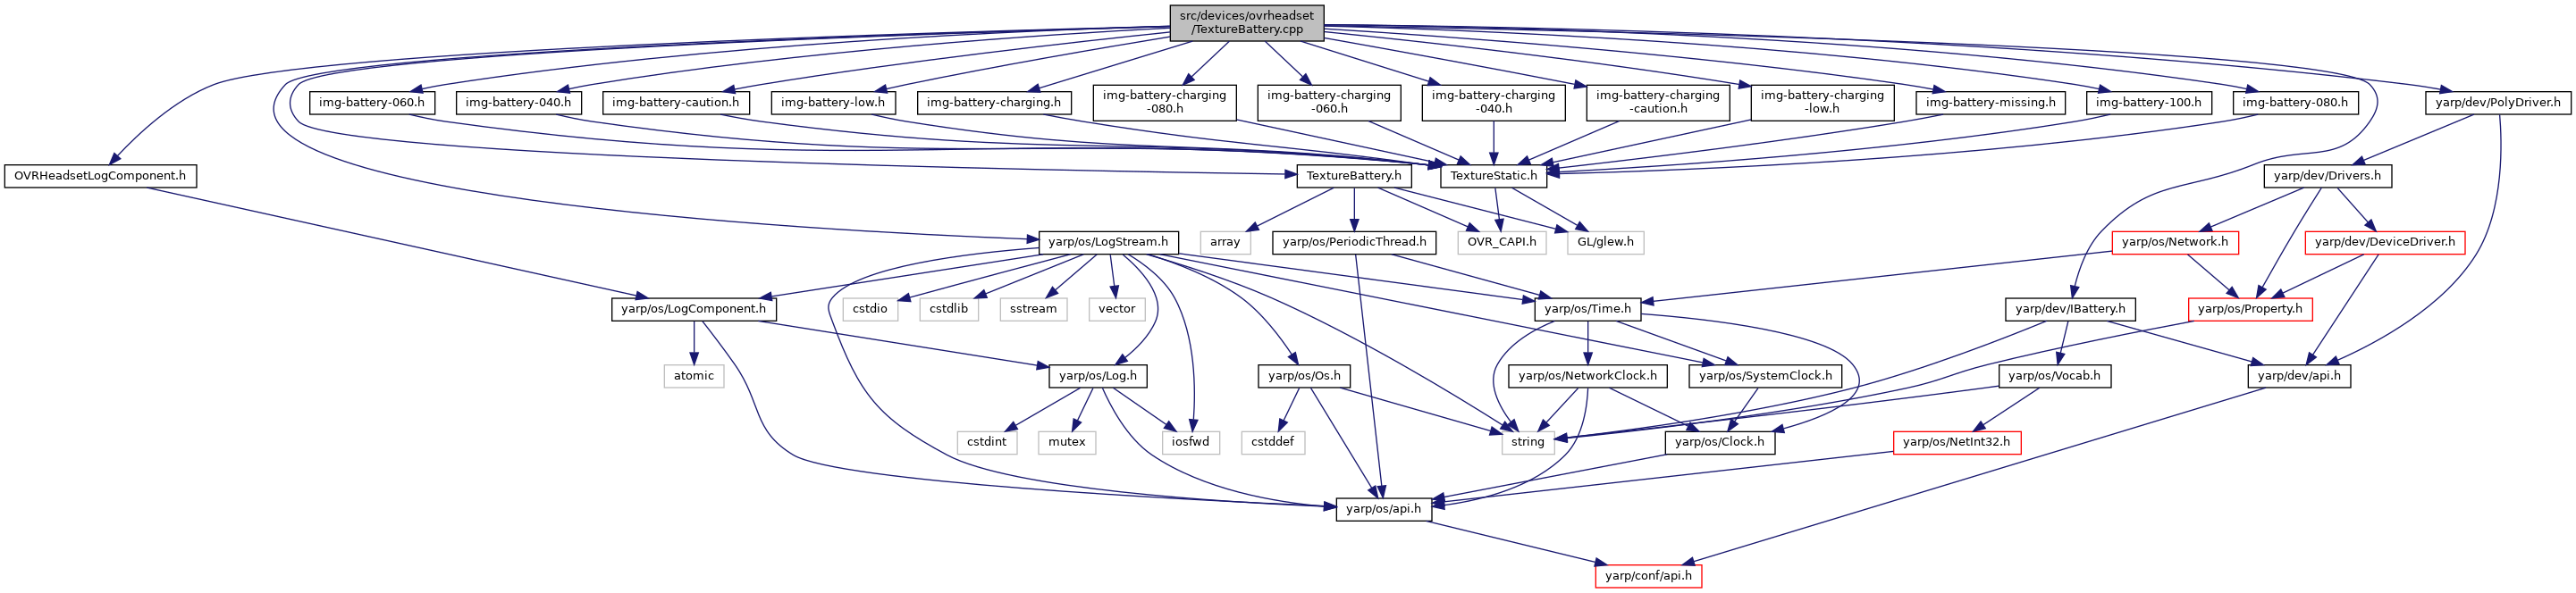 src/devices/ovrheadset
/TextureBattery.cpp
img-battery-060.h
img-battery-040.h
img-battery-caution.h
img-battery-low.h
img-battery-charging.h
img-battery-charging
-080.h
img-battery-charging
-060.h
img-battery-charging
-040.h
img-battery-charging
-caution.h
img-battery-charging
-low.h
img-battery-missing.h
img-battery-100.h
img-battery-080.h
yarp/dev/PolyDriver.h
OVRHeadsetLogComponent.h
TextureBattery.h
TextureStatic.h
yarp/dev/Drivers.h
yarp/os/LogStream.h
array
yarp/os/PeriodicThread.h
OVR_CAPI.h
GL/glew.h
yarp/os/Network.h
yarp/dev/DeviceDriver.h
yarp/os/LogComponent.h
cstdio
cstdlib
sstream
vector
yarp/os/Time.h
yarp/dev/IBattery.h
yarp/os/Property.h
atomic
yarp/os/Log.h
yarp/os/Os.h
yarp/os/NetworkClock.h
yarp/os/SystemClock.h
yarp/os/Vocab.h
yarp/dev/api.h
cstdint
mutex
iosfwd
cstddef
string
yarp/os/Clock.h
yarp/os/NetInt32.h
yarp/os/api.h
yarp/conf/api.h